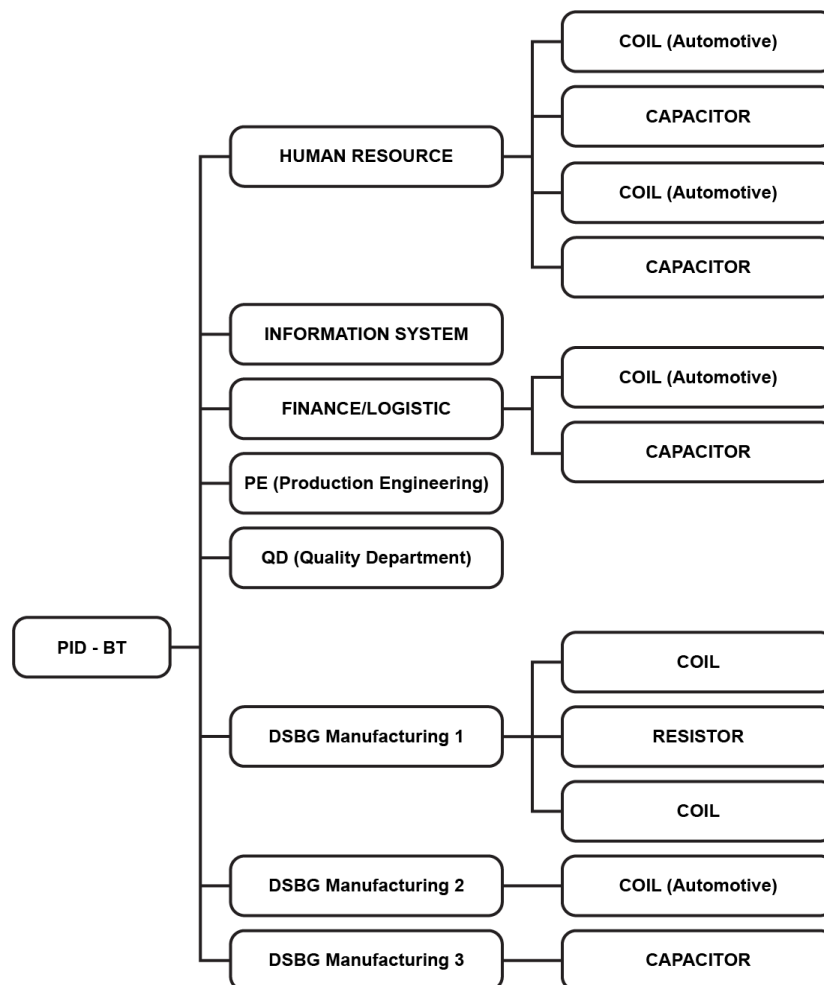 COIL (Automotive)
CAPACITOR
HUMAN RESOURCE
COIL (Automotive)
CAPACITOR
INFORMATION SYSTEM
COIL (Automotive)
FINANCE/LOGISTIC
CAPACITOR
PE (Production Engineering)
QD (Quality Department)
PID - BT
COIL
DSBG Manufacturing 1
RESISTOR
COIL
DSBG Manufacturing 2
COIL (Automotive)
DSBG Manufacturing 3
CAPACITOR